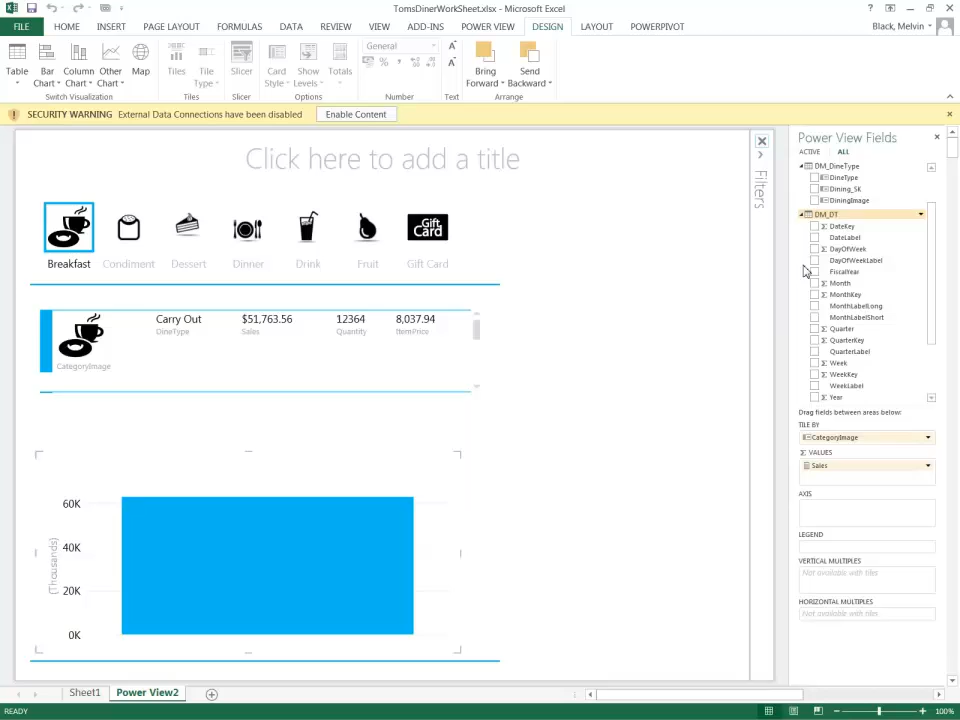 TomsDinerWorkSheet.xlsx - Microsoft Excel
FILE HOME INSERT PAGE LAYOUT FORMULAS DATA REVIEW VIEW ADD-INS POWER VIEW DESIGN LAYOUT POWERPIVOT
Black, Melvin
Table Bar Chart Column Chart Other Chart Map Tiles Tile Type Slicer Card Style Show Levels Totals General Bring Forward Send Backward
Switch Visualization Tiles Slicer Options Number Text Arrange
SECURITY WARNING External Data Connections have been disabled Enable Content
Click here to add a title
Breakfast Condiment Dessert Dinner Drink Fruit Gift Card
Gift Card
Carry Out $51,763.56 12364 8,037.94
DineType Sales Quantity ItemPrice
CategoryImage
60K
40K
20K
0K
(Thousands)
Filters
Power View Fields
ACTIVE ALL
DM_DineType
DineType
Dining_SK
DiningImage
DM_DT
Σ DateKey
DateLabel
Σ DayOfWeek
DayOfWeekLabel
FiscalYear
Σ Month
Σ MonthKey
MonthLabelLong
MonthLabelShort
Σ Quarter
Σ QuarterKey
QuarterLabel
Σ Week
Σ WeekKey
WeekLabel
Σ Year
Drag fields between areas below:
TILE BY
CategoryImage
Σ VALUES
Sales
AXIS
LEGEND
VERTICAL MULTIPLES
Not available with tiles
HORIZONTAL MULTIPLES
Not available with tiles
Sheet1 Power View2
READY 100%